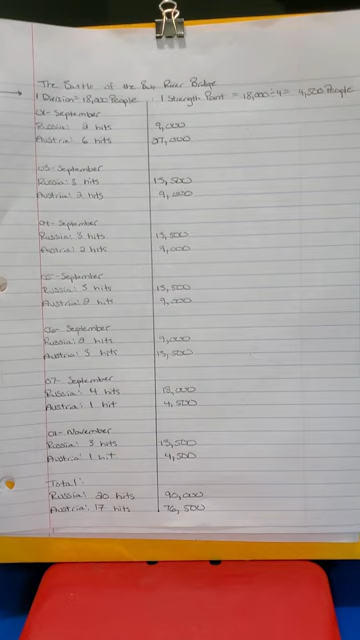 The Battle of the Bug River Bridge
1 Division = 18,000 People : 1 Strength Point = 18,000 ÷ 4 = 4,500 People
September
Russia: 2 hits 9,000
Austria: 6 hits 27,000
03- September
Russia: 3 hits 13,500
Austria: 2 hits 9,000
04- September
Russia: 3 hits 13,500
Austria: 2 hits 9,000
05- September
Russia: 3 hits 13,500
Austria: 2 hits 9,000
06- September
Russia: 2 hits 9,000
Austria: 3 hits 13,500
07- September
Russia: 4 hits 18,000
Austria: 1 hit 4,500
01- November
Russia: 3 hits 13,500
Austria: 1 hit 4,500
Total:
Russia: 20 hits 90,000
Austria: 17 hits 76,500